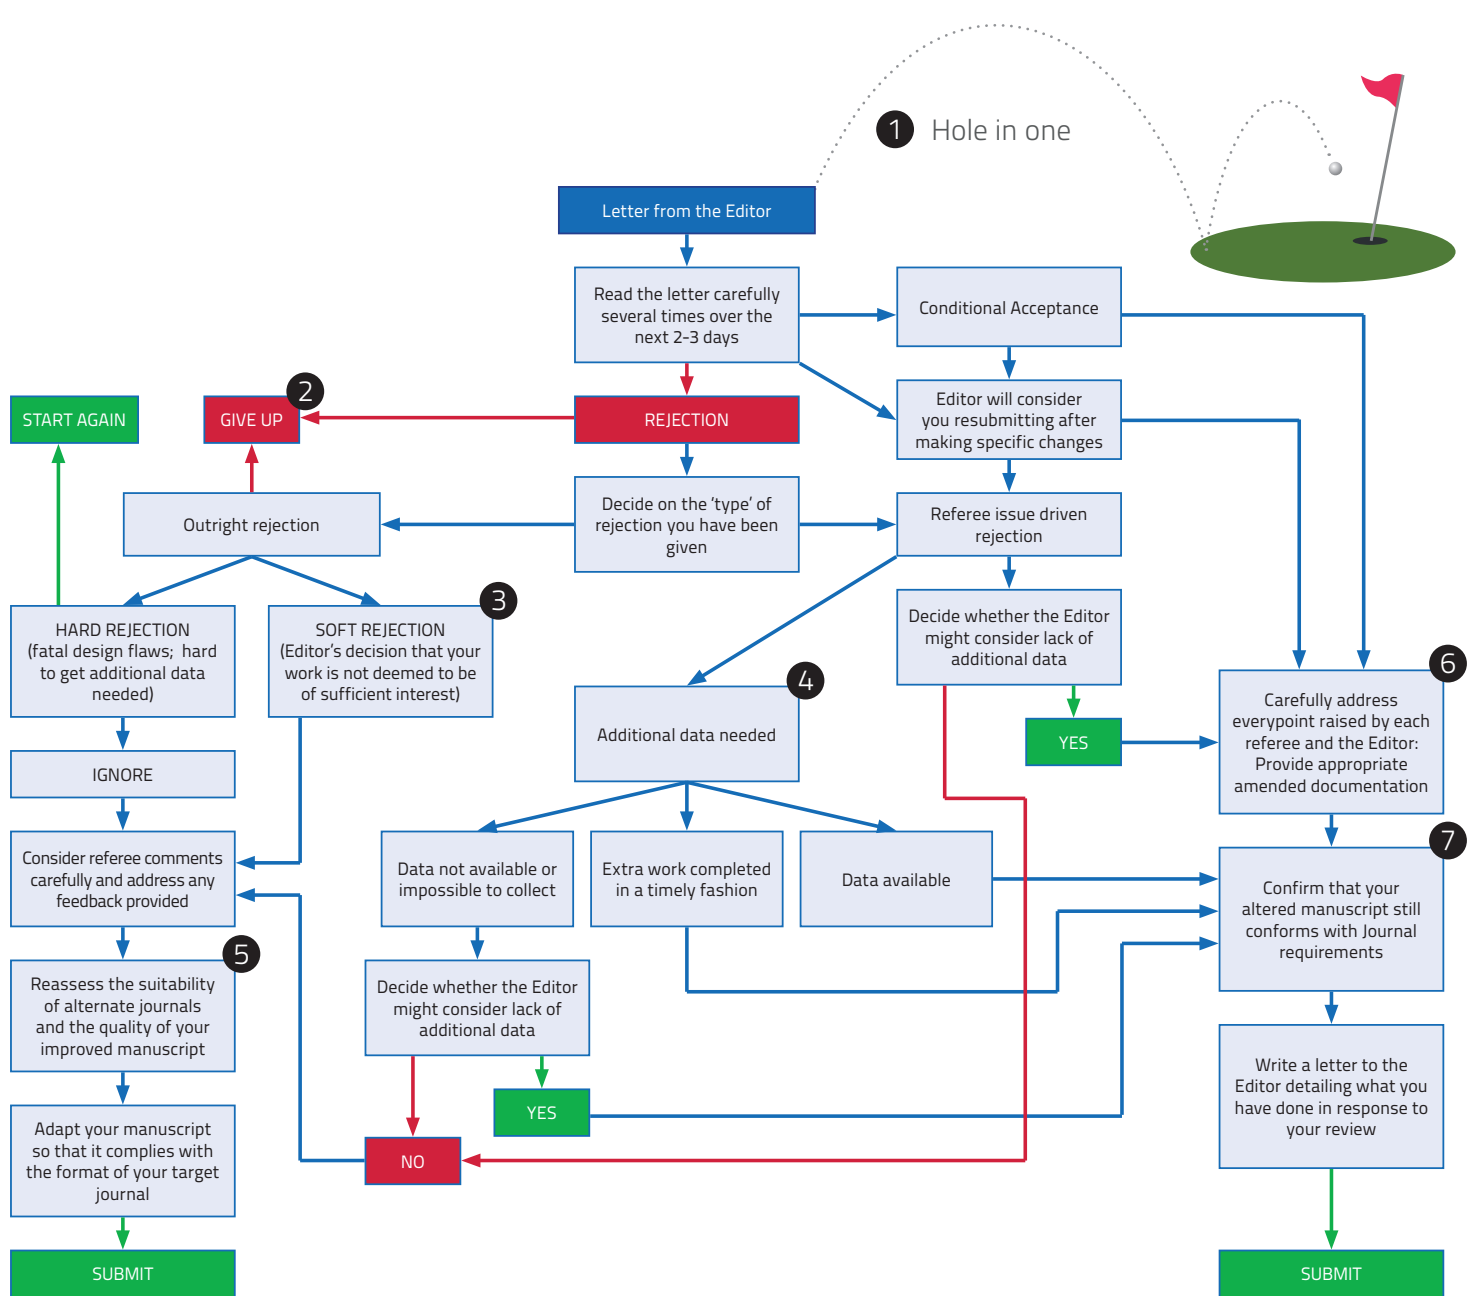 1 Hole in one
Letter from the Editor
Read the letter carefully
several times over the
next 2-3 days
Conditional Acceptance
Editor will consider
you resubmitting after
making specific changes
START AGAIN
2
GIVE UP
REJECTION
Outright rejection
Decide on the ‘type’ of
rejection you have been
given
Referee issue driven
rejection
HARD REJECTION
(fatal design flaws; hard
to get additional data
needed)
3
SOFT REJECTION
(Editor’s decision that your
work is not deemed to be
of sufficient interest)
Decide whether the Editor
might consider lack of
additional data
4
Additional data needed
YES
6
Carefully address
everypoint raised by each
referee and the Editor:
Provide appropriate
amended documentation
IGNORE
Consider referee comments
carefully and address any
feedback provided
Data not available or
impossible to collect
Extra work completed
in a timely fashion
Data available
7
Confirm that your
altered manuscript still
conforms with Journal
requirements
5
Reassess the suitability
of alternate journals
and the quality of your
improved manuscript
Decide whether the Editor
might consider lack of
additional data
YES
NO
Write a letter to the
Editor detailing what you
have done in response to
your review
Adapt your manuscript
so that it complies with
the format of your target
journal
SUBMIT
SUBMIT